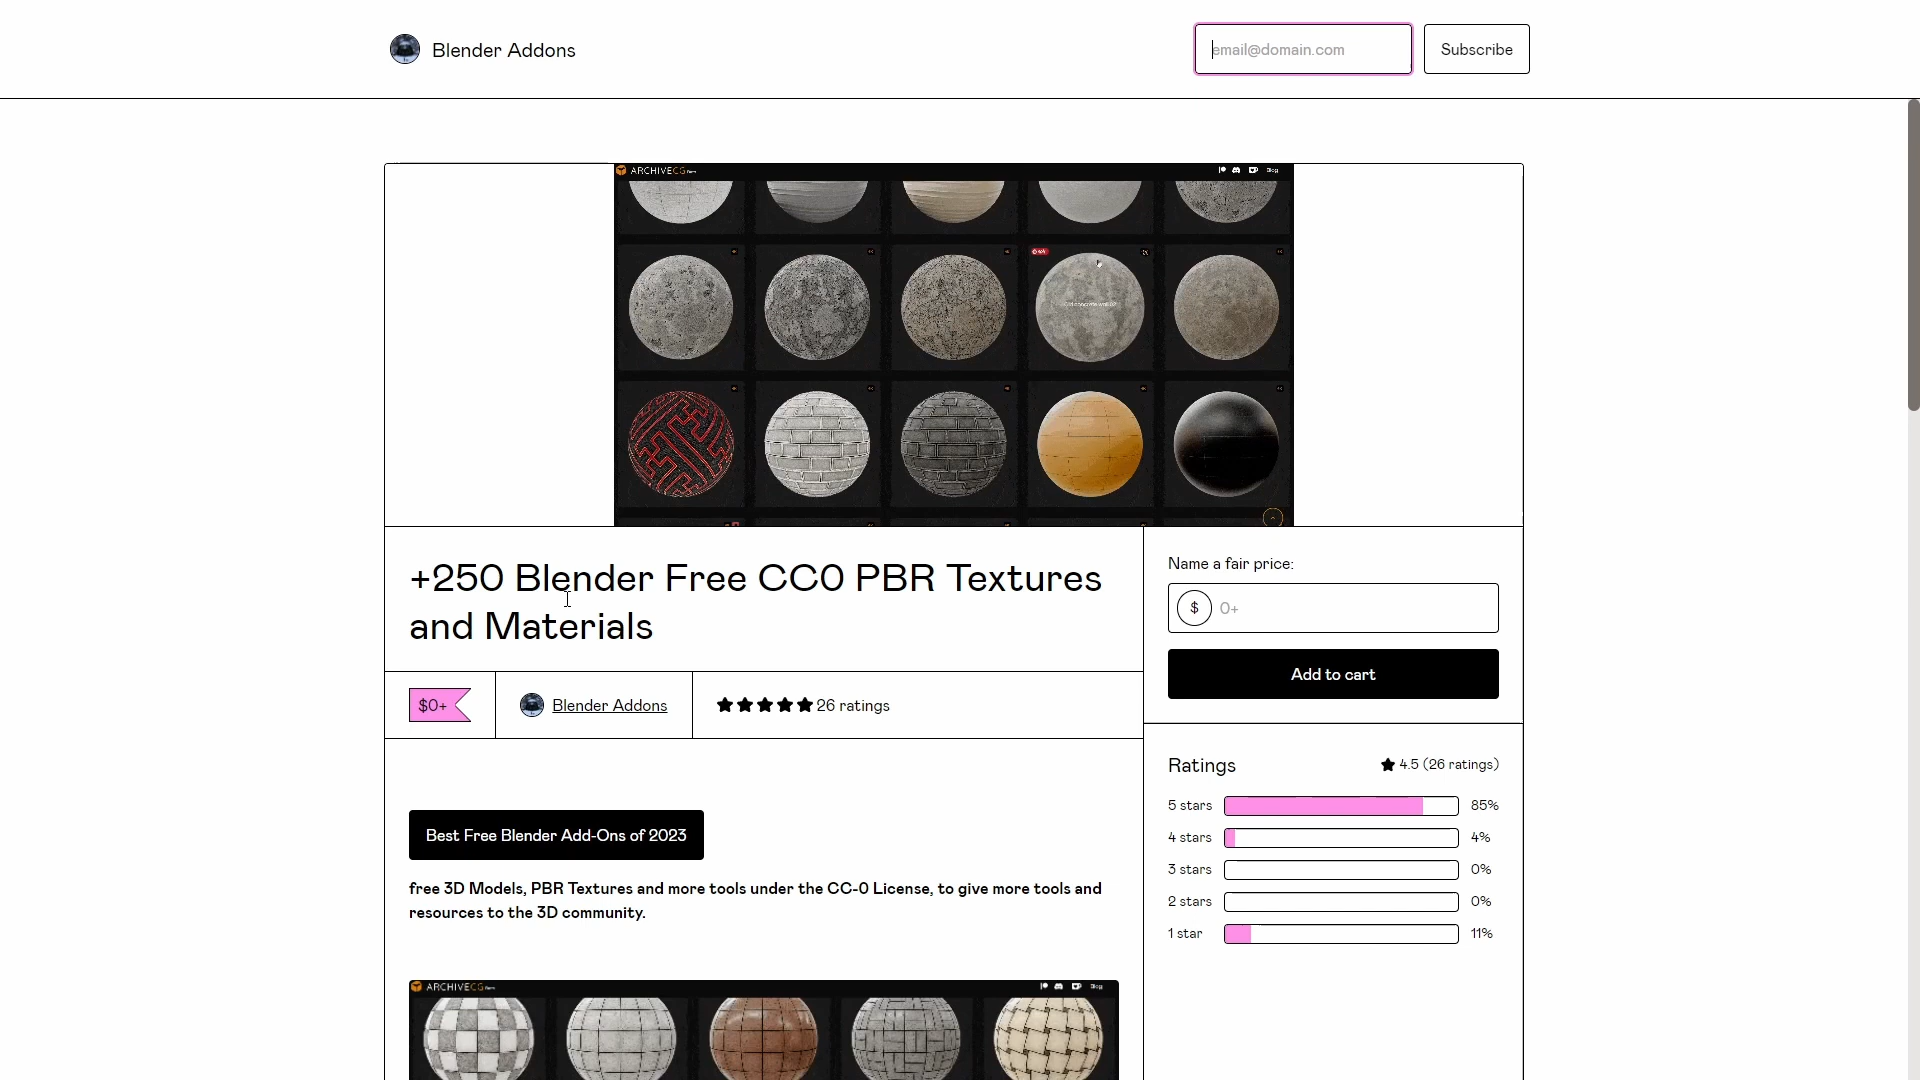 Blender Addons
email@domain.com
Subscribe
ARCHIVECG
Blog
+250 Blender Free CC0 PBR Textures
and Materials
Name a fair price:
$ 0+
Add to cart
$0+
Blender Addons
26 ratings
Ratings
4.5 (26 ratings)
5 stars 85%
4 stars 4%
3 stars 0%
2 stars 0%
1 star 11%
Best Free Blender Add-Ons of 2023
free 3D Models, PBR Textures and more tools under the CC-0 License, to give more tools and
resources to the 3D community.
ARCHIVECG
Blog